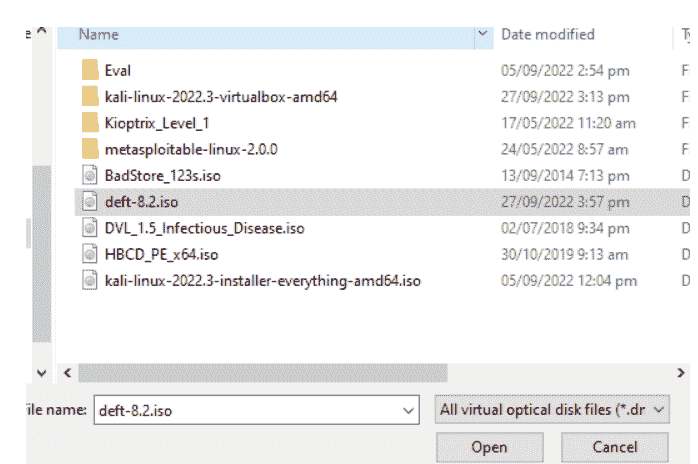 Name Date modified
Eval 05/09/2022 2:54 pm F
kali-linux-2022.3-virtualbox-amd64 27/09/2022 3:13 pm F
Kioptrix_Level_1 17/05/2022 11:20 am F
metasploitable-linux-2.0.0 24/05/2022 8:57 am F
BadStore_123s.iso 13/09/2014 7:13 pm D
deft-8.2.iso 27/09/2022 3:57 pm D
DVL_1.5_Infectious_Disease.iso 02/07/2018 9:34 pm D
HBCD_PE_x64.iso 30/10/2019 9:13 am D
kali-linux-2022.3-installer-everything-amd64.iso 05/09/2022 12:04 pm D
file name: deft-8.2.iso All virtual optical disk files (*.dr
Open Cancel